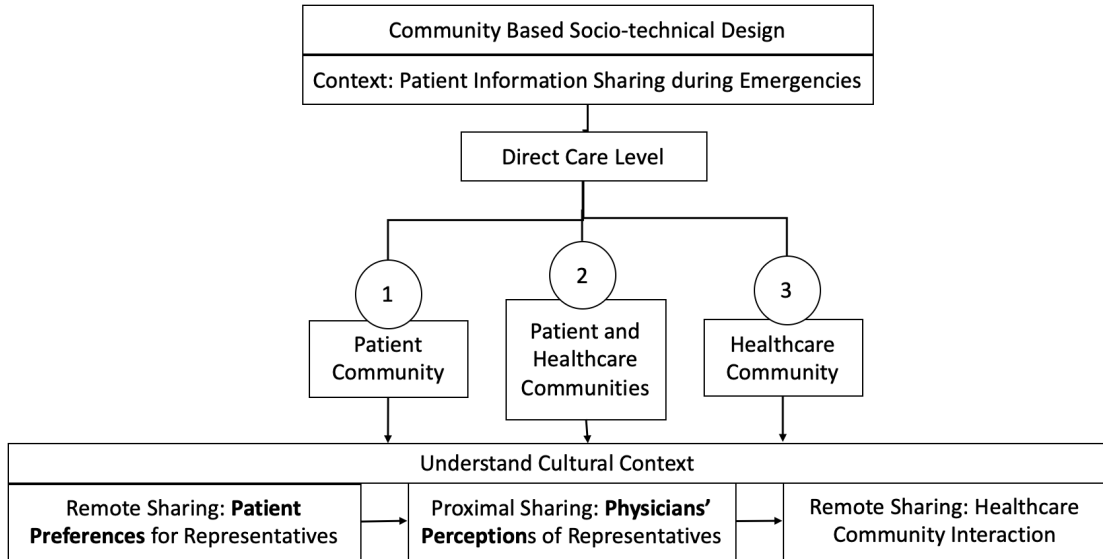 Community Based Socio-technical Design
Context: Patient Information Sharing during Emergencies
Direct Care Level
1
Patient
Community
2
Patient and
Healthcare
Communities
3
Healthcare
Community
Understand Cultural Context
Remote Sharing: Patient
Preferences for Representatives
Proximal Sharing: Physicians’
Perceptions of Representatives
Remote Sharing: Healthcare
Community Interaction